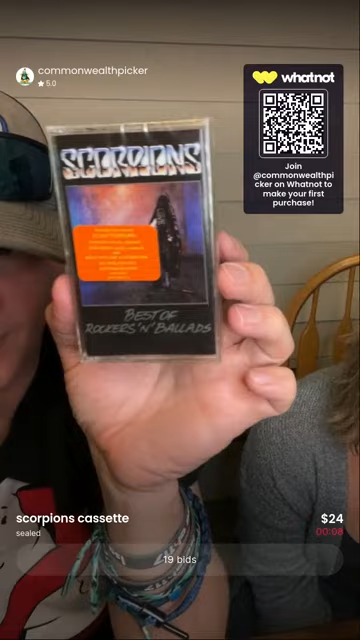 commonwealthpicker
★ 5.0
whatnot
Join
@commonwealthpi
cker on Whatnot to
make your first
purchase!
SCORPIONS
BEST OF
ROCKERS 'N' BALLADS
scorpions cassette
$24
sealed
00:08
19 bids